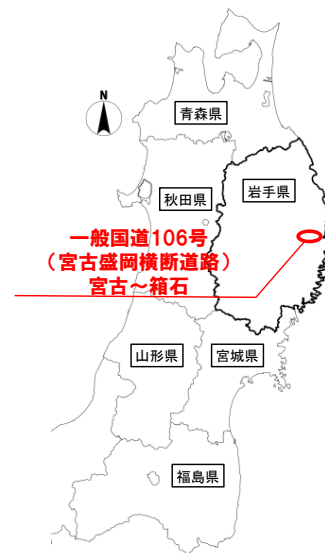 N
青森県
秋田県
岩手県
一般国道106号
（宮古盛岡横断道路）
宮古～箱石
山形県
宮城県
福島県